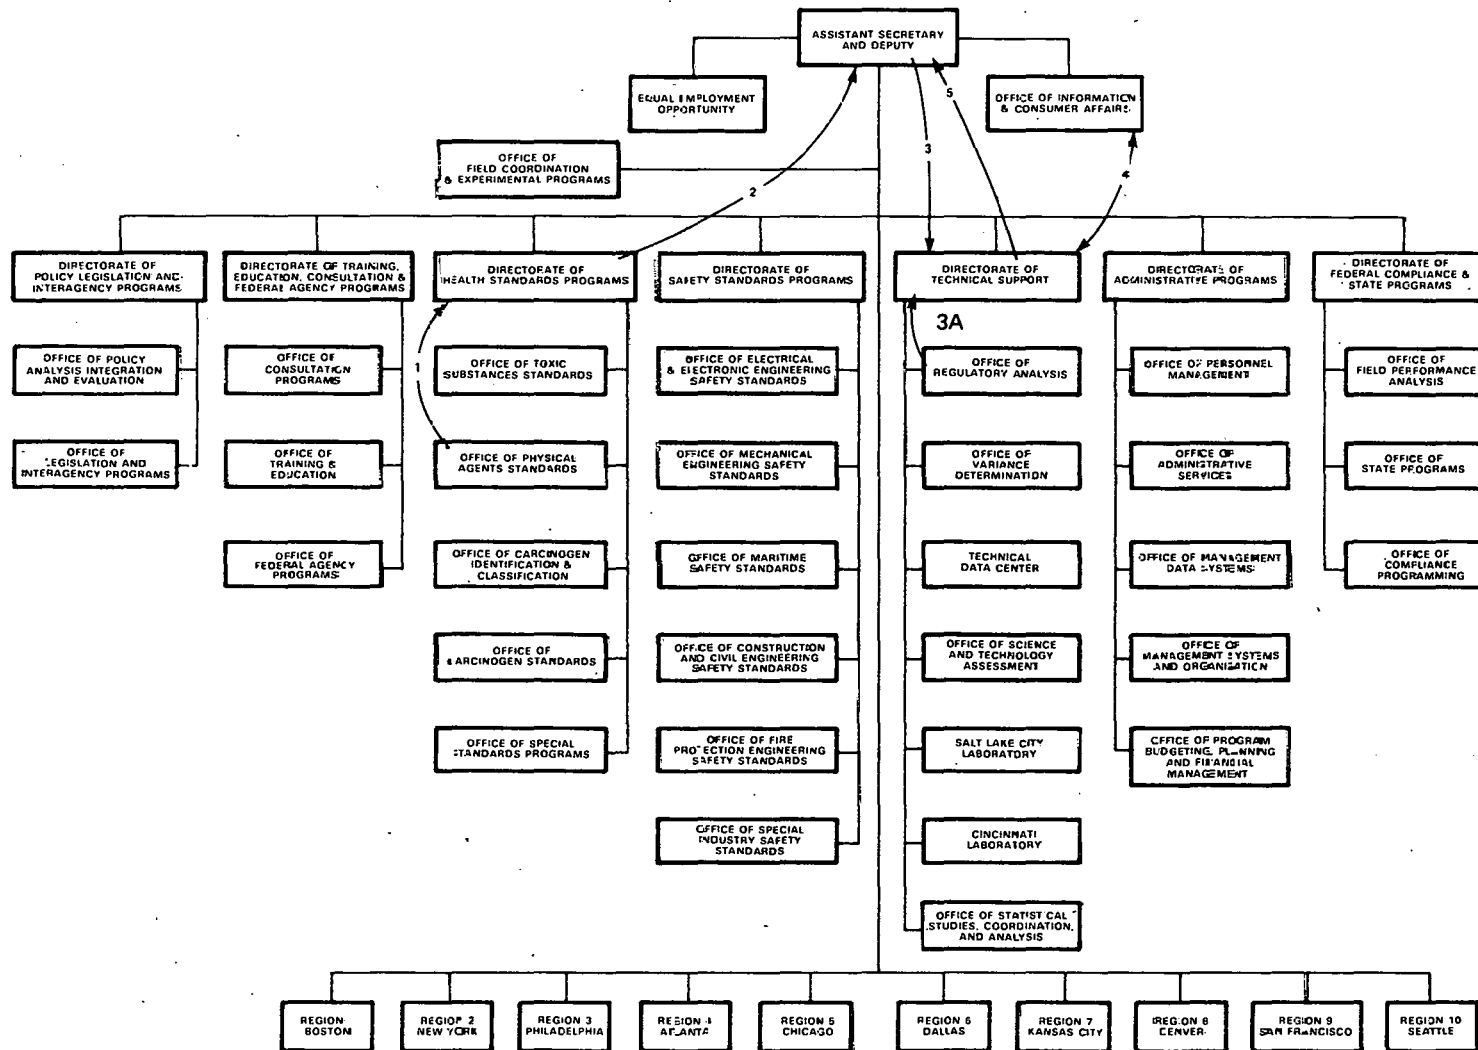 ASSISTANT SECRETARY
AND DEPUTY
EQUAL EMPLOYMENT
OPPORTUNITY
OFFICE OF INFORMATION
& CONSUMER AFFAIRS
OFFICE OF
FIELD COORDINATION
& EXPERIMENTAL PROGRAMS
5
3
4
2
DIRECTORATE OF
POLICY LEGISLATION AND
INTERAGENCY PROGRAMS
DIRECTORATE OF TRAINING,
EDUCATION, CONSULTATION &
FEDERAL AGENCY PROGRAMS
DIRECTORATE OF
HEALTH STANDARDS PROGRAMS
DIRECTORATE OF
SAFETY STANDARDS PROGRAMS
DIRECTORATE OF
TECHNICAL SUPPORT
DIRECTORATE OF
ADMINISTRATIVE PROGRAMS
DIRECTORATE OF
FEDERAL COMPLIANCE &
STATE PROGRAMS
3A
1
OFFICE OF POLICY
ANALYSIS INTEGRATION
AND EVALUATION
OFFICE OF
CONSULTATION
PROGRAMS
OFFICE OF TOXIC
SUBSTANCES STANDARDS
OFFICE OF ELECTRICAL
& ELECTRONIC ENGINEERING
SAFETY STANDARDS
OFFICE OF
REGULATORY ANALYSIS
OFFICE OF PERSONNEL
MANAGEMENT
OFFICE OF
FIELD PERFORMANCE
ANALYSIS
OFFICE OF
LEGISLATION AND
INTERAGENCY PROGRAMS
OFFICE OF
TRAINING &
EDUCATION
OFFICE OF PHYSICAL
AGENTS STANDARDS
OFFICE OF MECHANICAL
ENGINEERING SAFETY
STANDARDS
OFFICE OF
VARIANCE
DETERMINATION
OFFICE OF
ADMINISTRATIVE
SERVICES
OFFICE OF
STATE PROGRAMS
OFFICE OF
FEDERAL AGENCY
PROGRAMS
OFFICE OF CARCINOGEN
IDENTIFICATION &
CLASSIFICATION
OFFICE OF MARITIME
SAFETY STANDARDS
TECHNICAL
DATA CENTER
OFFICE OF MANAGEMENT
DATA SYSTEMS
OFFICE OF
COMPLIANCE
PROGRAMMING
OFFICE OF
CARCINOGEN STANDARDS
OFFICE OF CONSTRUCTION
AND CIVIL ENGINEERING
SAFETY STANDARDS
OFFICE OF SCIENCE
AND TECHNOLOGY
ASSESSMENT
OFFICE OF
MANAGEMENT SYSTEMS
AND ORGANIZATION
OFFICE OF SPECIAL
STANDARDS PROGRAMS
OFFICE OF FIRE
PROTECTION ENGINEERING
SAFETY STANDARDS
SALT LAKE CITY
LABORATORY
OFFICE OF PROGRAM
BUDGETING, PLANNING
AND FINANCIAL
MANAGEMENT
OFFICE OF SPECIAL
INDUSTRY SAFETY
STANDARDS
CINCINNATI
LABORATORY
OFFICE OF STATISTICAL
STUDIES, COORDINATION,
AND ANALYSIS
REGION
BOSTON
REGION 2
NEW YORK
REGION 3
PHILADELPHIA
REGION 4
ATLANTA
REGION 5
CHICAGO
REGION 6
DALLAS
REGION 7
KANSAS CITY
REGION 8
DENVER
REGION 9
SAN FRANCISCO
REGION 10
SEATTLE